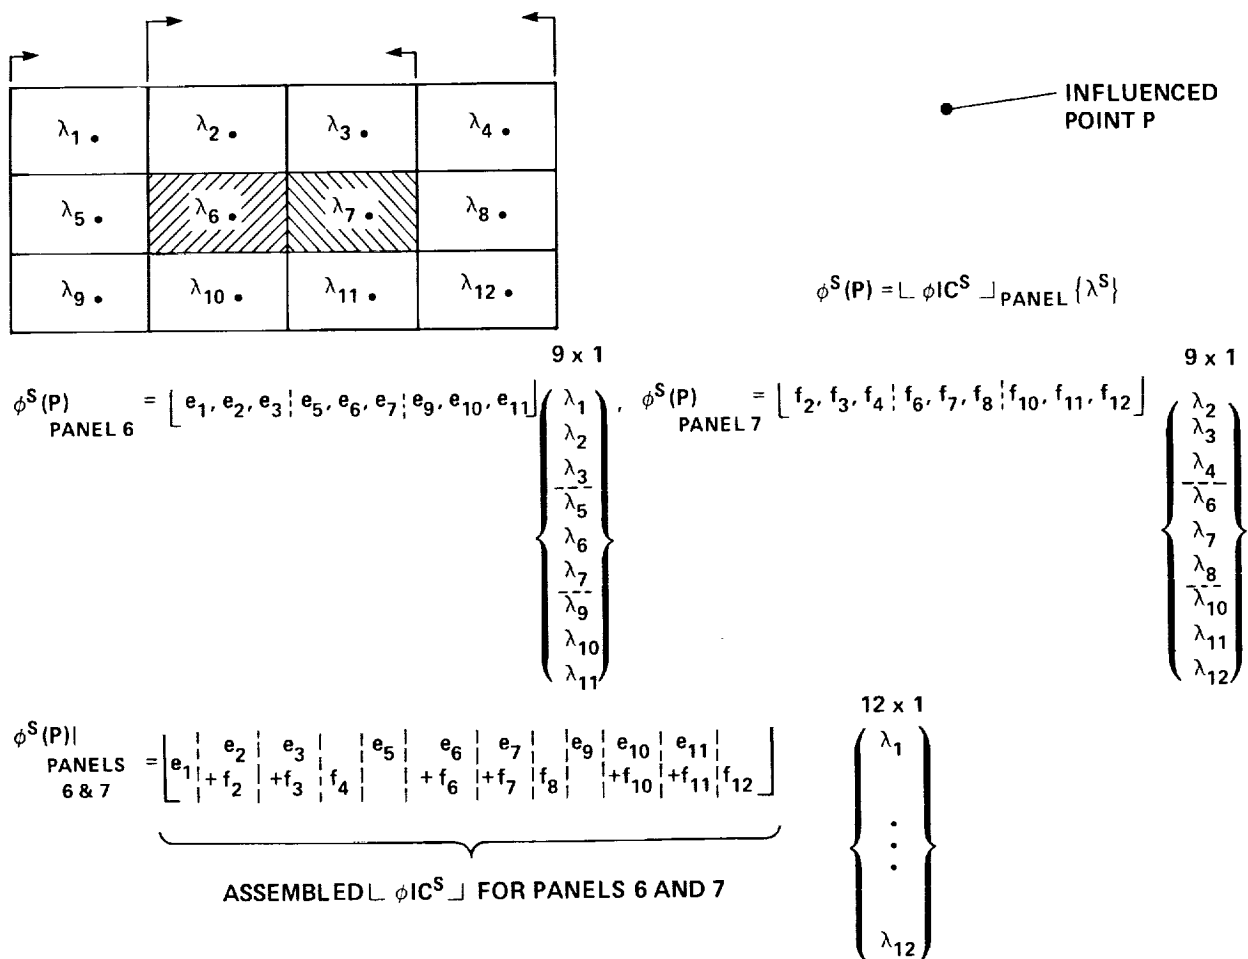 INFLUENCED
POINT P
λ1 λ2 λ3 λ4
λ5 λ6 λ7 λ8
λ9 λ10 λ11 λ12
ϕS(P) = ⌊ ϕICS ⌋PANEL {λS}
9 x 1
9 x 1
ϕS(P) PANEL 6 = ⌊ e1, e2, e3 ¦ e5, e6, e7 ¦ e9, e10, e11 ⌋ , ϕS(P) PANEL 7 = ⌊ f2, f3, f4 ¦ f6, f7, f8 ¦ f10, f11, f12 ⌋
λ1 λ2
λ2 λ3
λ3 λ4
λ5 λ6
λ6 λ7
λ7 λ8
λ9 λ10
λ10 λ11
λ11 λ12
12 x 1
ϕS(P)|
PANELS
6 & 7
= ⌊ e1 ¦ e2 + f2 ¦ e3 +f3 ¦ f4 ¦ e5 ¦ e6 + f6 ¦ e7 +f7 ¦ f8 ¦ e9 ¦ e10 +f10 ¦ e11 +f11 ¦ f12 ⌋
λ1
λ12
ASSEMBLED ⌊ ϕICS ⌋ FOR PANELS 6 AND 7